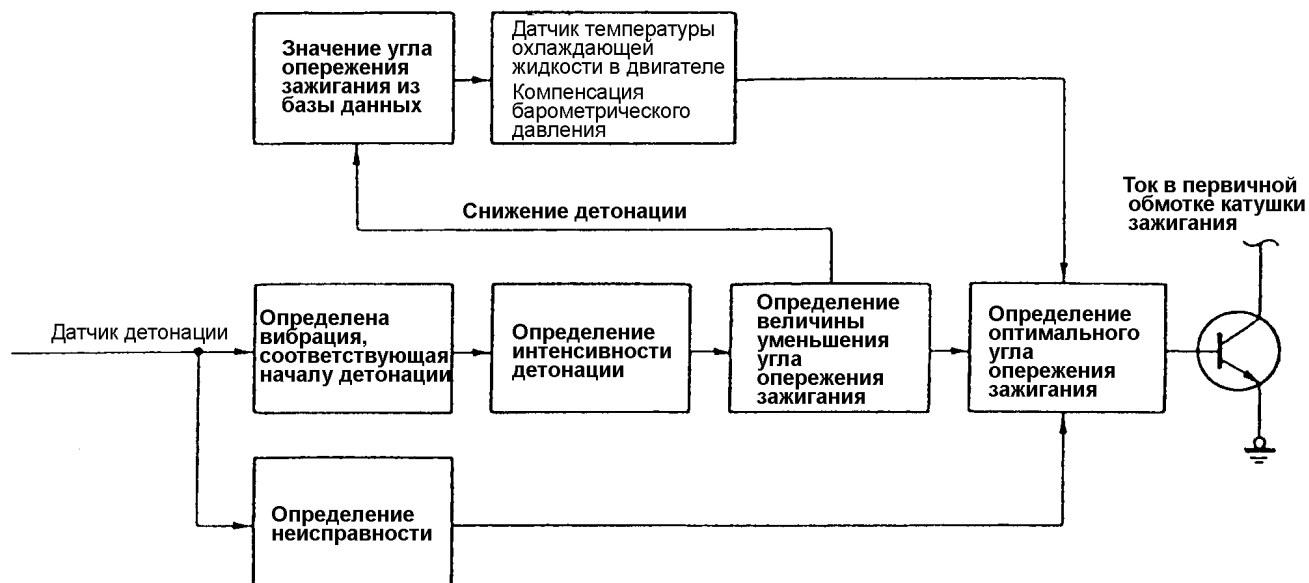 Значение угла
опережения
зажигания из
базы данных
Датчик температуры
охлаждающей
жидкости в двигателе
Компенсация
барометрического
давления
Ток в первичной
обмотке катушки
зажигания
Снижение детонации
Датчик детонации
Определена
вибрация,
соответствующая
началу детонации
Определение
интенсивности
детонации
Определение
величины
уменьшения
угла
опережения
зажигания
Определение
оптимального
угла
опережения
зажигания
Определение
неисправности